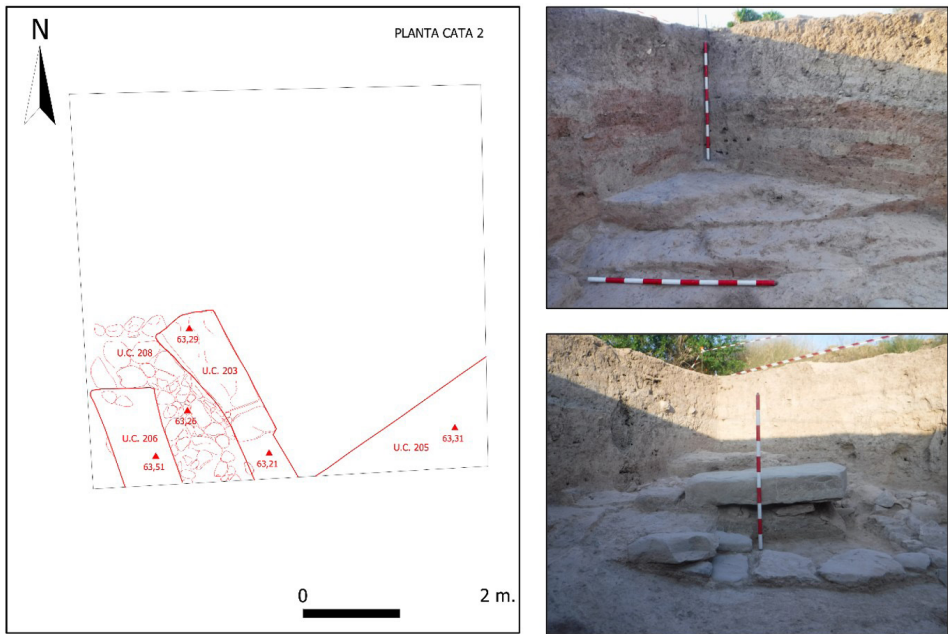 N
PLANTA CATA 2
63,29
U.C. 208
U.C. 203
63,26
U.C. 206
63,51
63,21
U.C. 205
63,31
0
2 m.